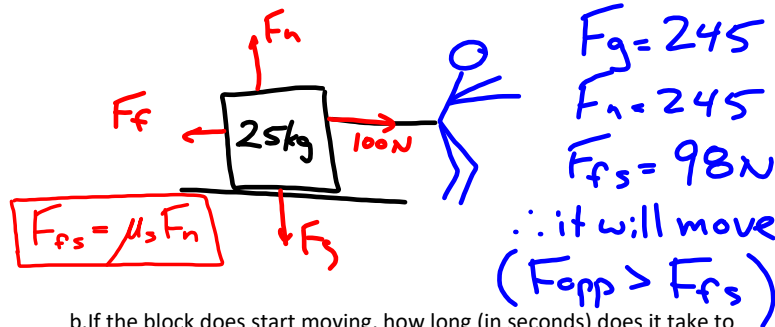 Fn
Ff
25kg
100N
Fg
Ffs = μs Fn
Fg = 245
Fn = 245
Ffs = 98N
∴ it will move
(Fapp > Ffs)
b.If the block does start moving, how long (in seconds) does it take to